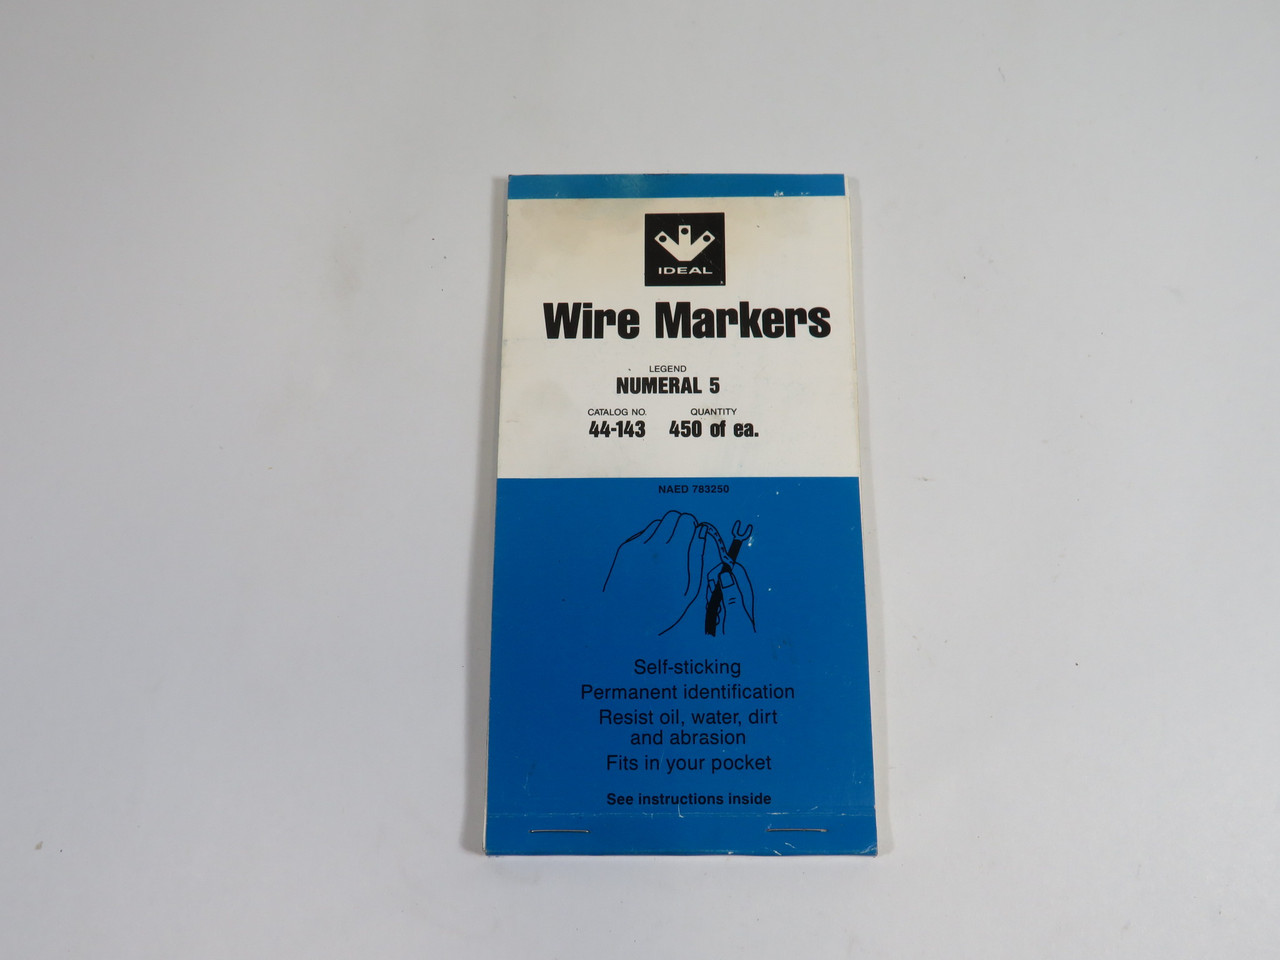 IDEAL
Wire Markers
LEGEND
NUMERAL 5
CATALOG NO. QUANTITY
44-143 450 of ea.
NAED 783250
Self-sticking
Permanent identification
Resist oil, water, dirt
and abrasion
Fits in your pocket
See instructions inside